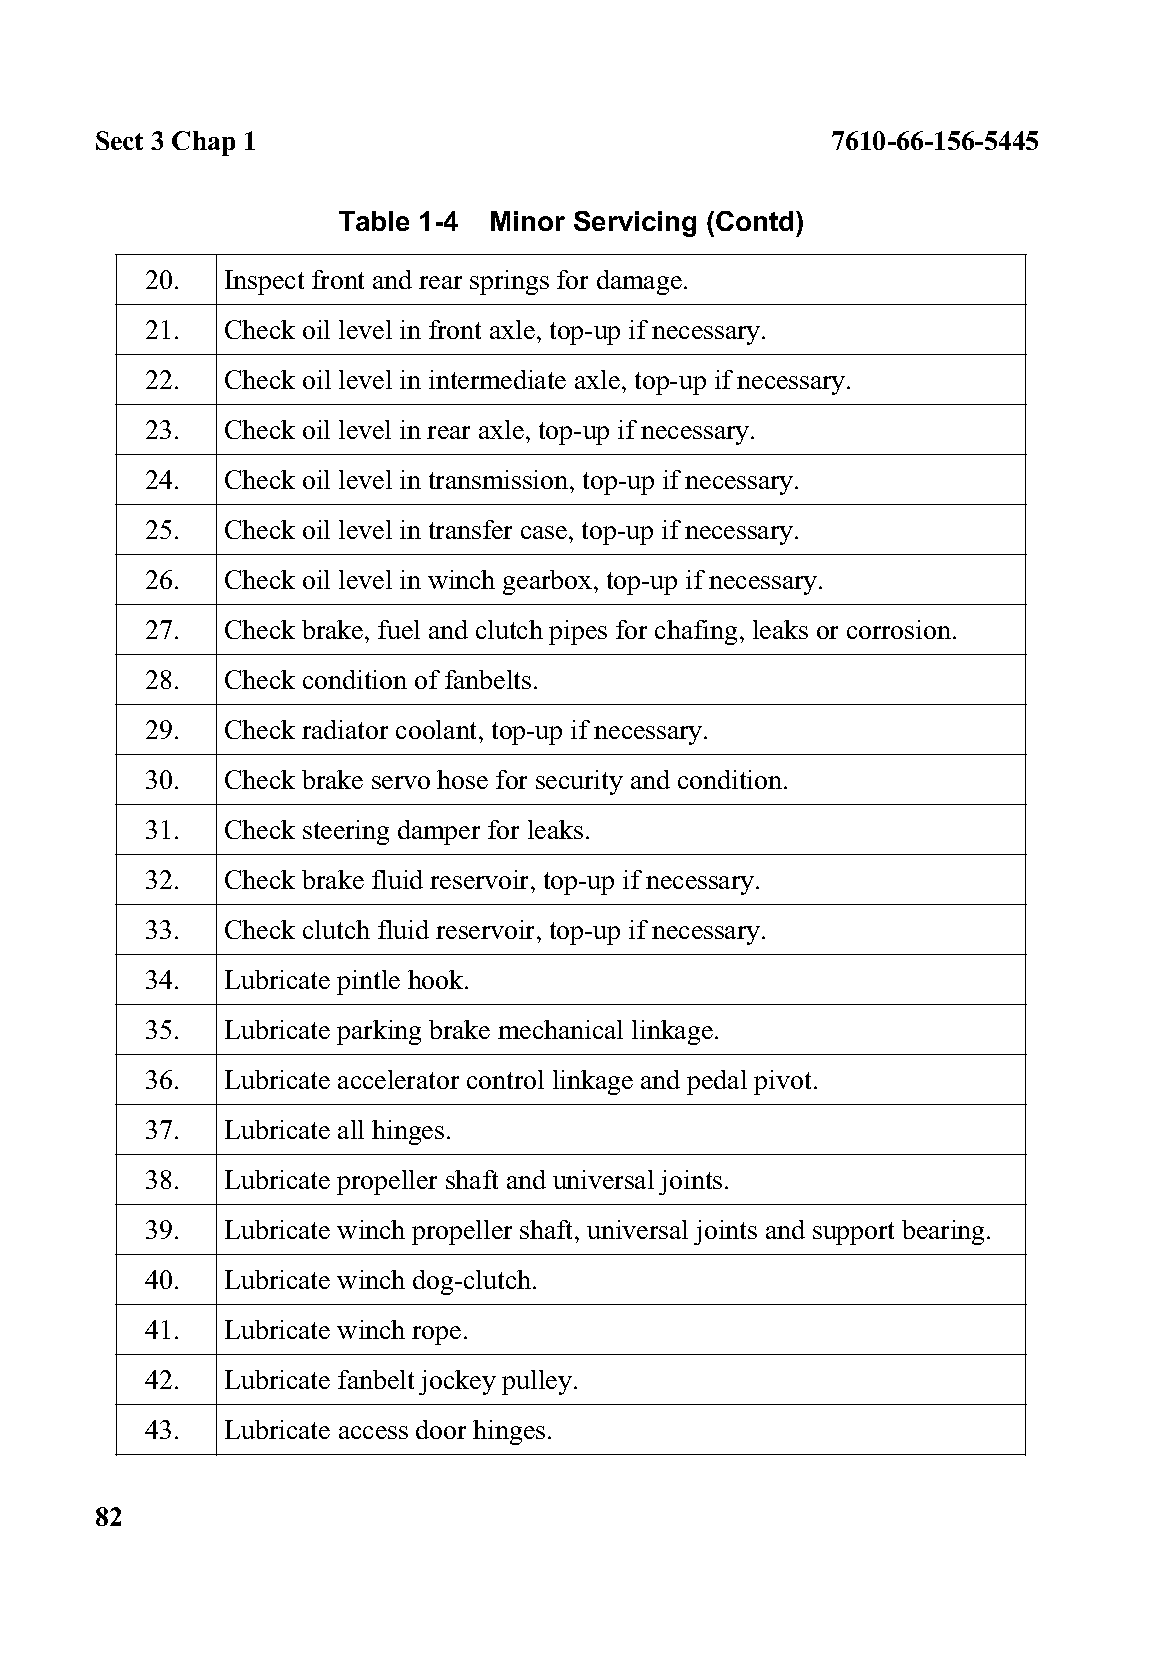 Sect 3 Chap 1 7610-66-156-5445
Table 1-4 Minor Servicing (Contd)
20. Inspect front and rear springs for damage.
21. Check oil level in front axle, top-up if necessary.
22. Check oil level in intermediate axle, top-up if necessary.
23. Check oil level in rear axle, top-up if necessary.
24. Check oil level in transmission, top-up if necessary.
25. Check oil level in transfer case, top-up if necessary.
26. Check oil level in winch gearbox, top-up if necessary.
27. Check brake, fuel and clutch pipes for chafing, leaks or corrosion.
28. Check condition of fanbelts.
29. Check radiator coolant, top-up if necessary.
30. Check brake servo hose for security and condition.
31. Check steering damper for leaks.
32. Check brake fluid reservoir, top-up if necessary.
33. Check clutch fluid reservoir, top-up if necessary.
34. Lubricate pintle hook.
35. Lubricate parking brake mechanical linkage.
36. Lubricate accelerator control linkage and pedal pivot.
37. Lubricate all hinges.
38. Lubricate propeller shaft and universal joints.
39. Lubricate winch propeller shaft, universal joints and support bearing.
40. Lubricate winch dog-clutch.
41. Lubricate winch rope.
42. Lubricate fanbelt jockey pulley.
43. Lubricate access door hinges.
82